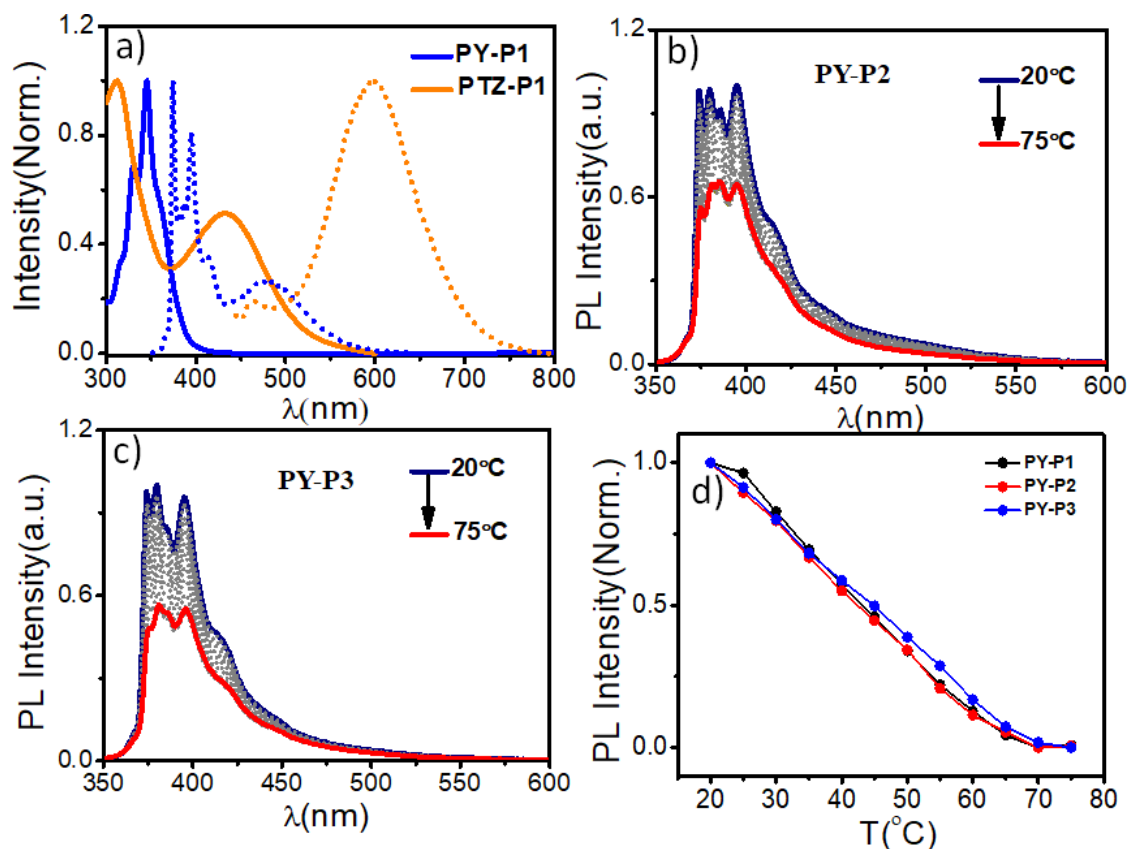 a)
PY-P1
PTZ-P1
Intensity(Norm.)
1.2
0.8
0.4
0.0
300 400 500 600 700 800
λ(nm)
b)
PY-P2
20°C
75°C
PL Intensity(a.u.)
1.2
0.6
0.0
350 400 450 500 550 600
λ(nm)
c)
PY-P3
20°C
75°C
PL Intensity(a.u.)
1.2
0.6
0.0
350 400 450 500 550 600
λ(nm)
d)
PY-P1
PY-P2
PY-P3
PL Intensity(Norm.)
1.0
0.5
0.0
20 30 40 50 60 70 80
T(°C)